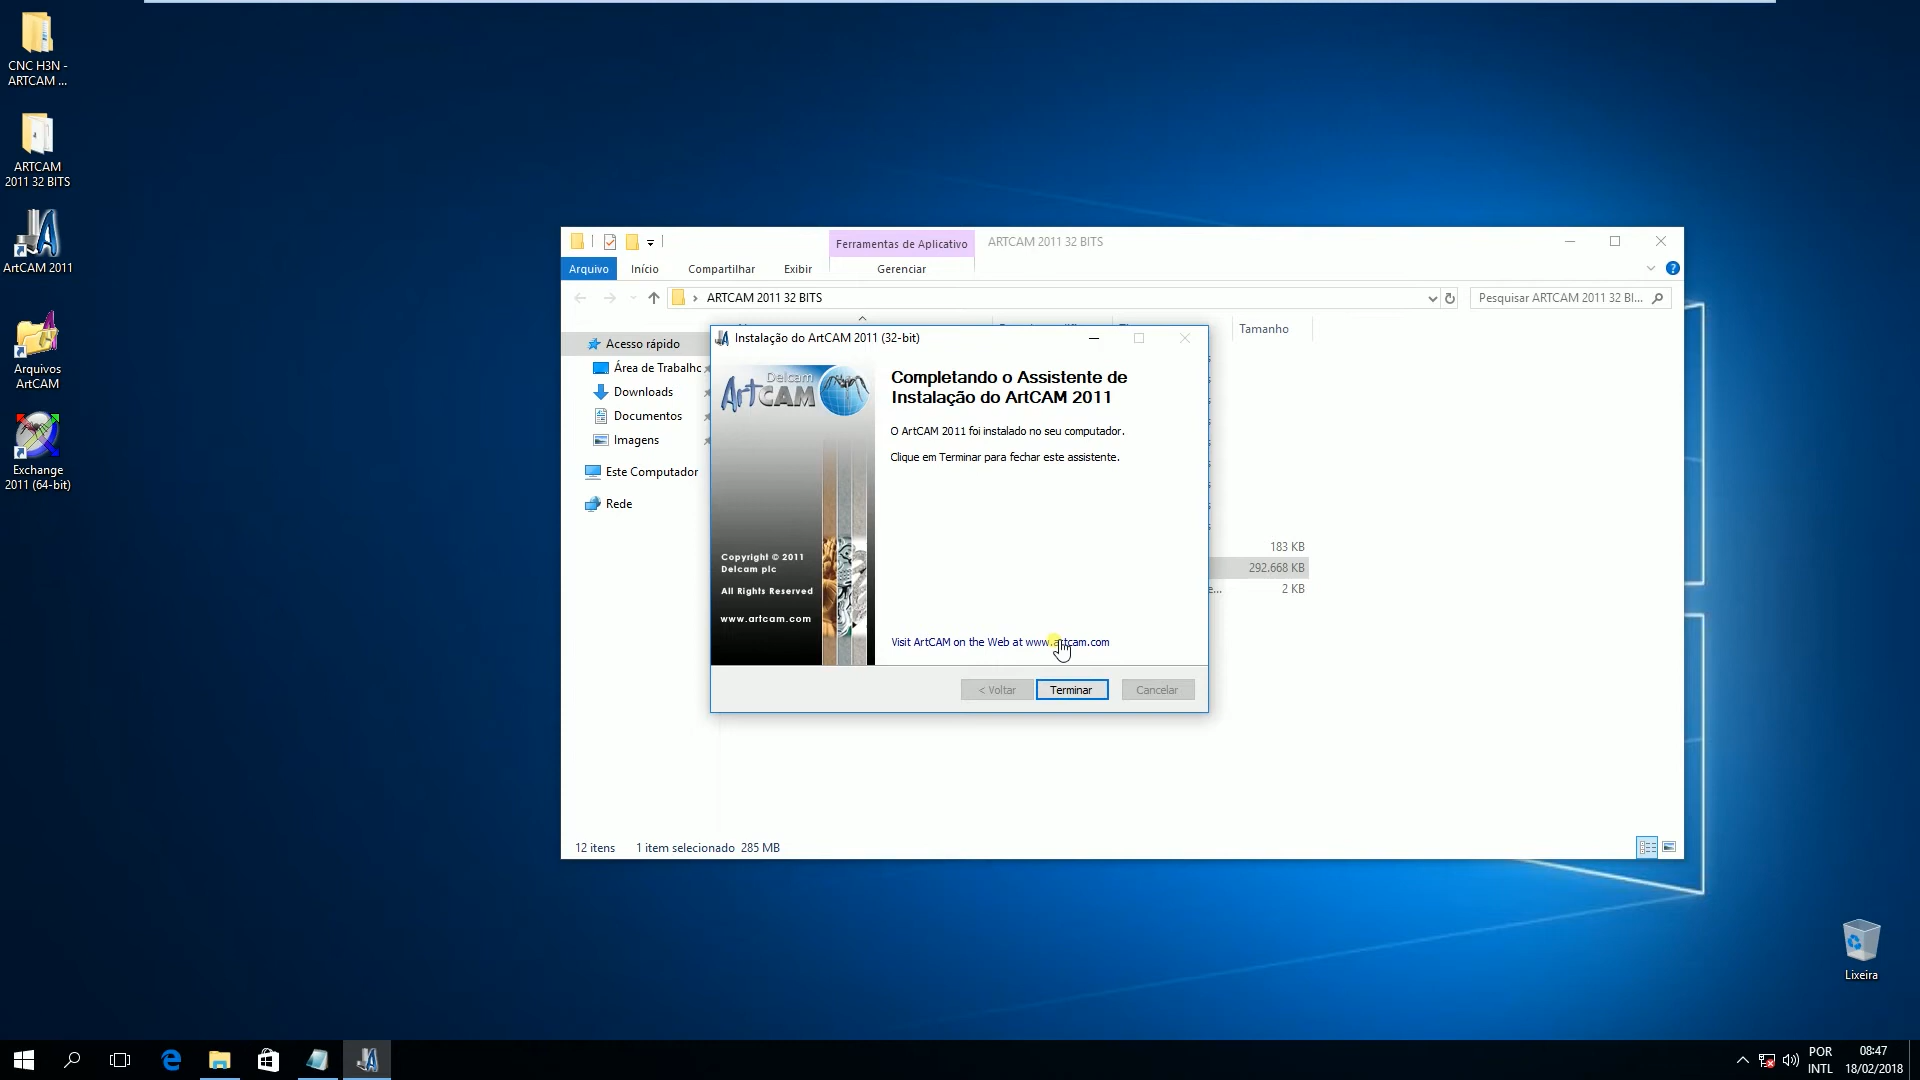 CNC H3N -
ARTCAM ...
ARTCAM
2011 32 BITS
ArtCAM 2011
Arquivos
ArtCAM
Exchange
2011 (64-bit)
Ferramentas de Aplicativo
ARTCAM 2011 32 BITS
Arquivo
Início
Compartilhar
Exibir
Gerenciar
ARTCAM 2011 32 BITS
Pesquisar ARTCAM 2011 32 BI...
Tamanho
Acesso rápido
Área de Trabalho
Downloads
Documentos
Imagens
Este Computador
Rede
Instalação do ArtCAM 2011 (32-bit)
Delcam
ArtCAM
Completando o Assistente de
Instalação do ArtCAM 2011
O ArtCAM 2011 foi instalado no seu computador.
Clique em Terminar para fechar este assistente.
Copyright © 2011
Delcam plc
All Rights Reserved
www.artcam.com
Visit ArtCAM on the Web at www.artcam.com
< Voltar
Terminar
Cancelar
183 KB
292.668 KB
e...
2 KB
12 itens
1 item selecionado 285 MB
Lixeira
POR
INTL
08:47
18/02/2018